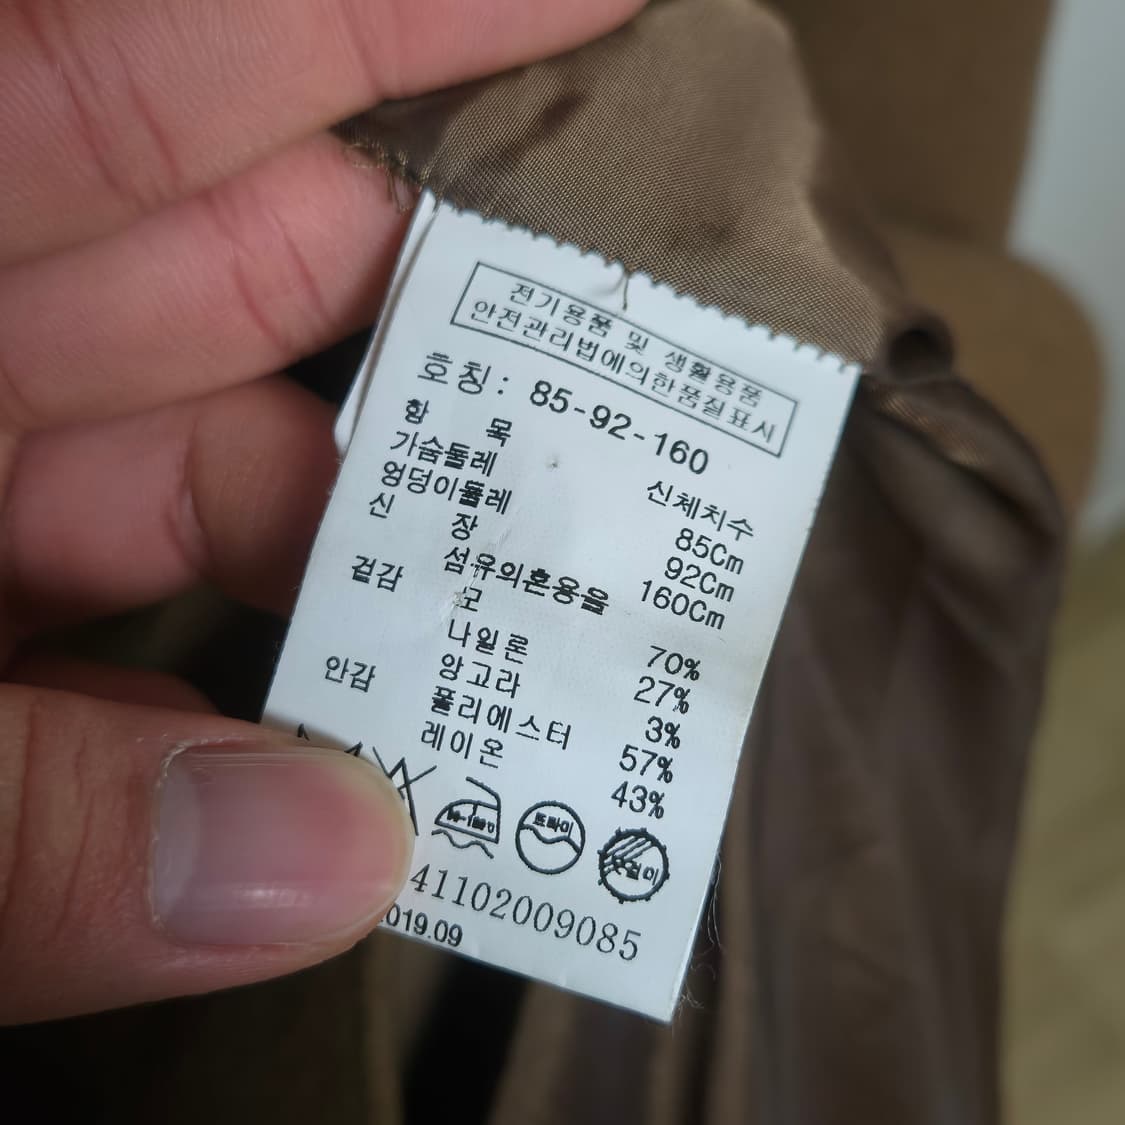 전기용품 및 생활용품
안전관리법에의한품질표시
호칭: 85-92-160
항 목 신체치수
가슴둘레 85Cm
엉덩이둘레 92Cm
신 장 160Cm
섬유의혼용율
겉감 모 70%
나일론 27%
앙고라 3%
안감 폴리에스터 57%
레이온 43%
드라이
옷걸이
41102009085
019.09